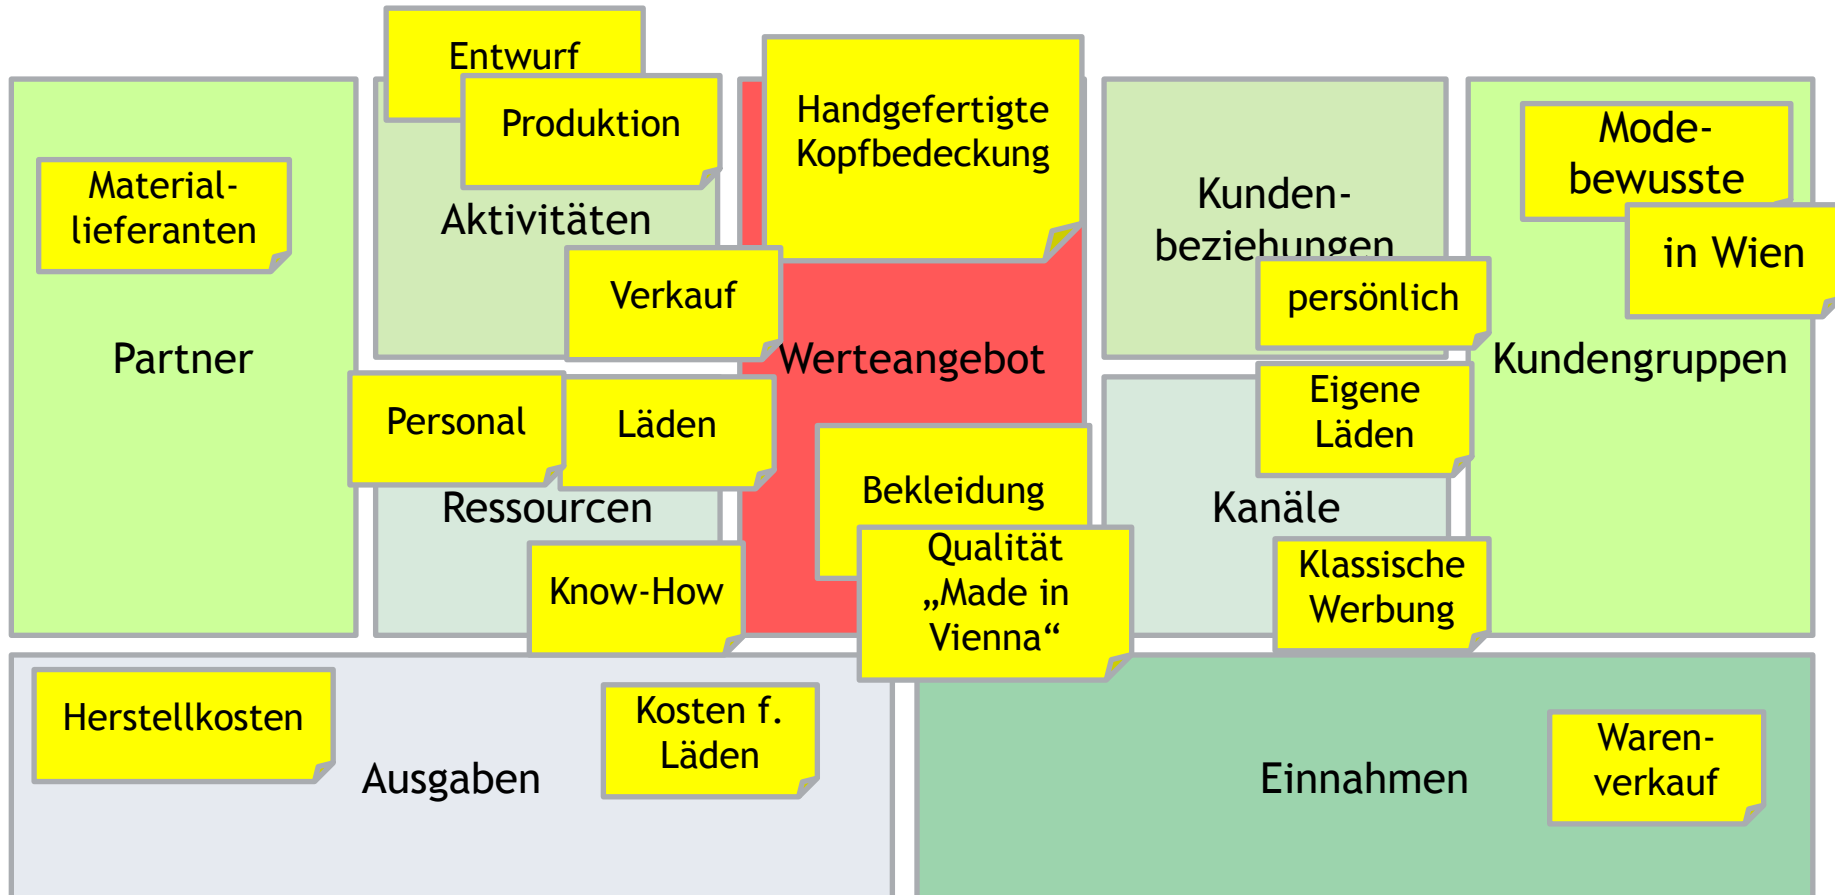 Material-
lieferanten
Partner
Entwurf
Produktion
Aktivitäten
Verkauf
Personal
Läden
Ressourcen
Know-How
Handgefertigte
Kopfbedeckung
Werteangebot
Bekleidung
Qualität
„Made in
Vienna“
Kunden-
beziehungen
persönlich
Eigene
Läden
Kanäle
Klassische
Werbung
Mode-
bewusste
in Wien
Kundengruppen
Herstellkosten
Ausgaben
Kosten f.
Läden
Einnahmen
Waren-
verkauf